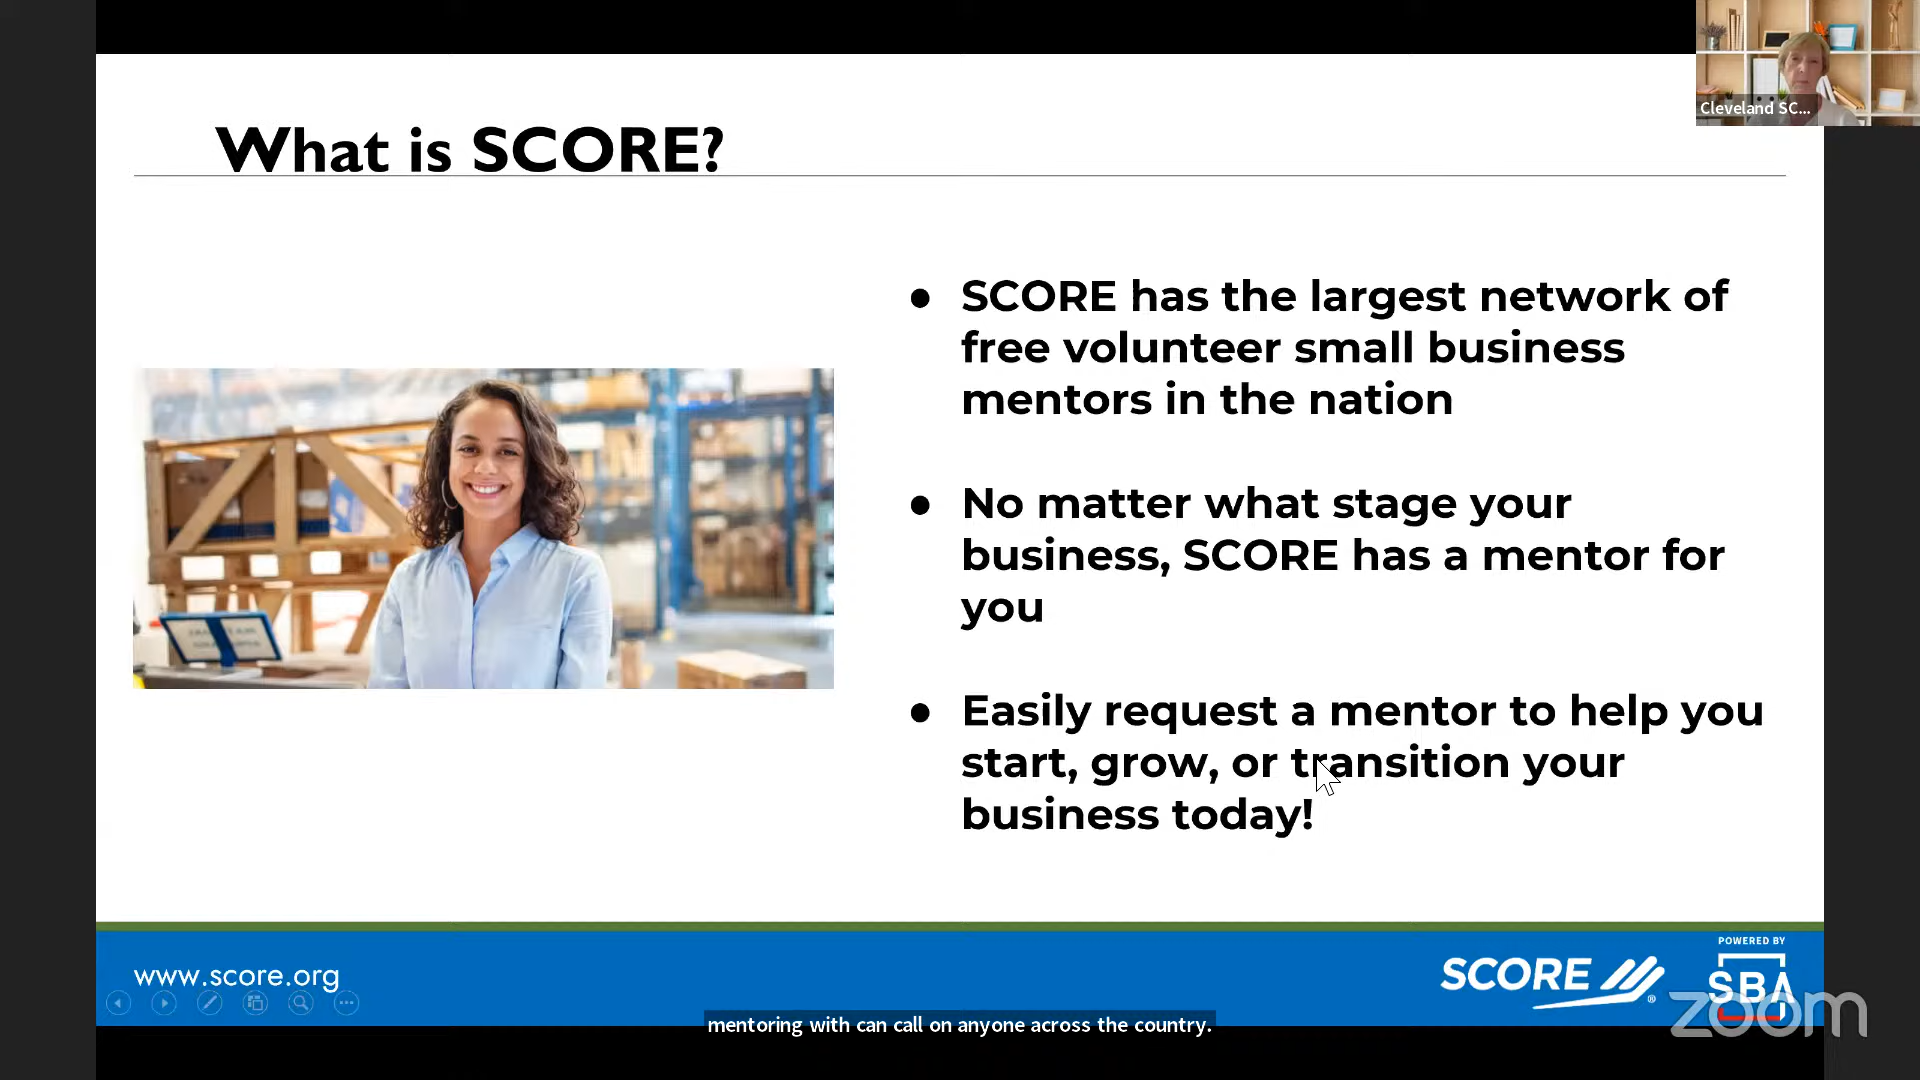 Cleveland SC...
What is SCORE?
● SCORE has the largest network of
free volunteer small business
mentors in the nation
● No matter what stage your
business, SCORE has a mentor for
you
● Easily request a mentor to help you
start, grow, or transition your
business today!
www.score.org
SCORE
®
POWERED BY
SBA
zoom
mentoring with can call on anyone across the country.